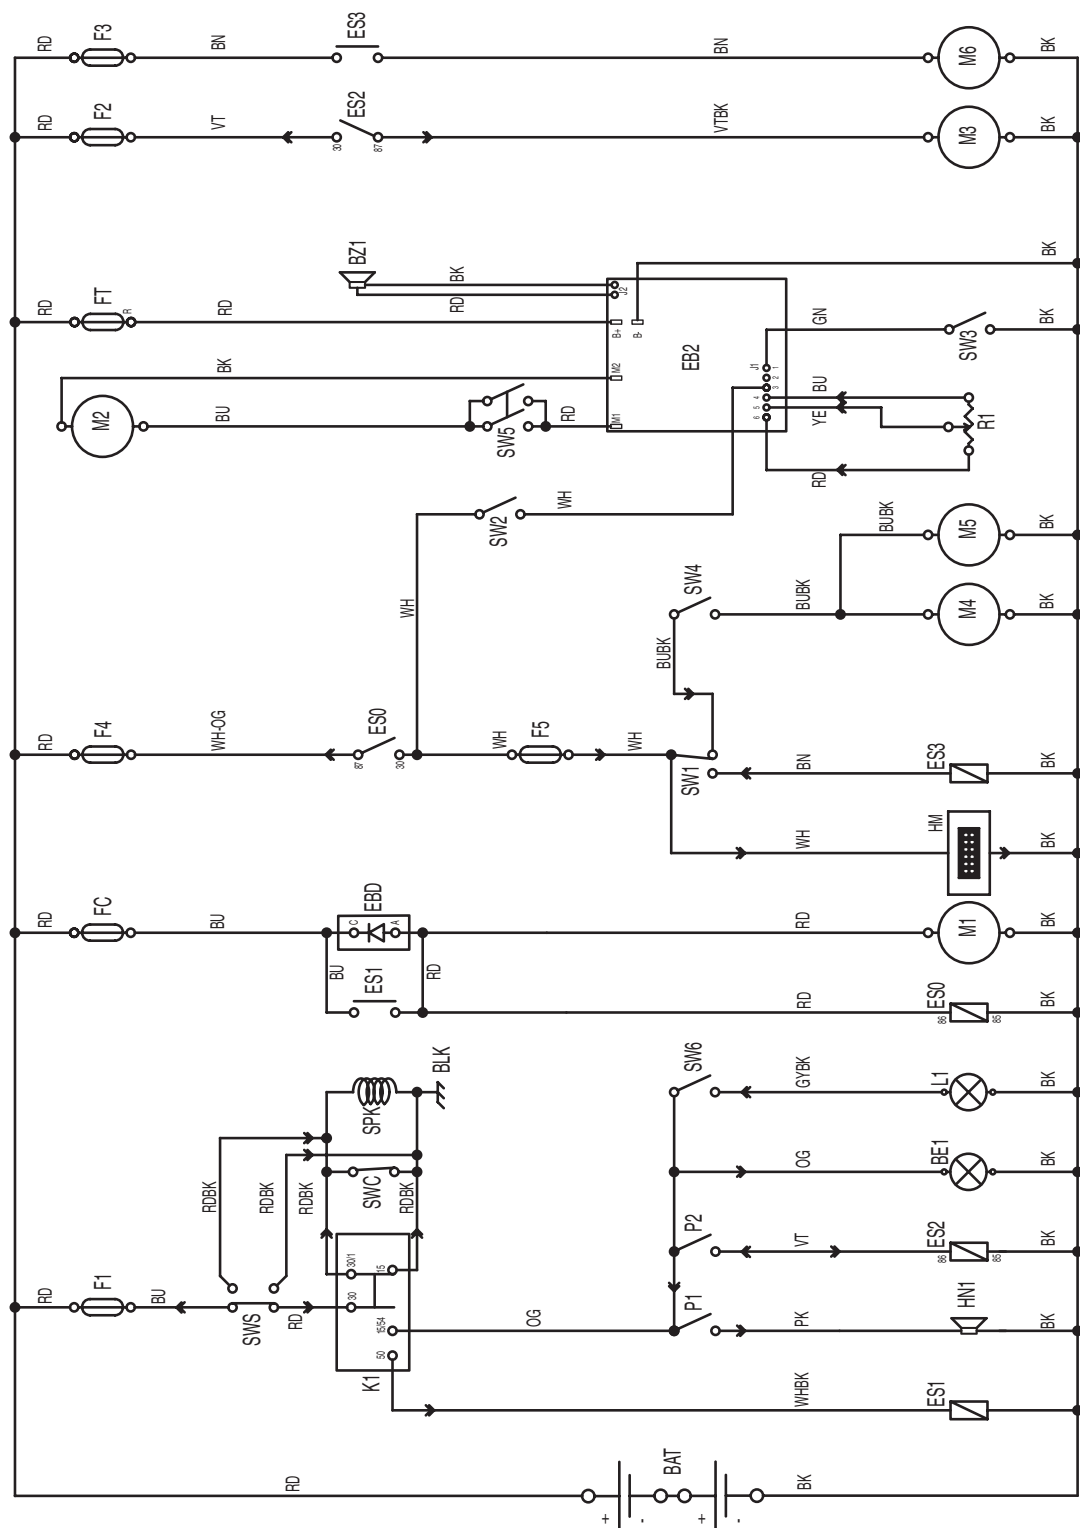 RD
F3
BN
ES3
BN
M6
BK
RD
F2
VT
30
ES2
87
VTBK
M3
BK
BZ1
BK
RD
FT
R
RD
RD
J2
B+
B-
BK
BK
M2
EB2
J1
1
2
3
4
5
6
GN
SW3
BK
M2
BU
SW5
RD
M1
BU
YE
R1
RD
SW2
WH
BUBK
M5
BK
SW4
BUBK
M4
BK
WH
BUBK
RD
F4
WH-OG
87
ES0
30
WH
F5
WH
SW1
BN
ES3
BK
WH
HM
BK
RD
FC
BU
C
EBD
A
RD
M1
BK
BU
ES1
RD
RD
86
ES0
85
BK
SPK
BLK
SW6
GYBK
L1
BK
RDBK
RDBK
RDBK
SWC
RDBK
OG
BE1
BK
30/1
15
P2
VT
86
ES2
85
BK
RD
F1
BU
SWS
RD
30
15/54
50
K1
OG
P1
PK
HN1
BK
WHBK
ES1
BK
RD
+
-
BAT
+
-
BK